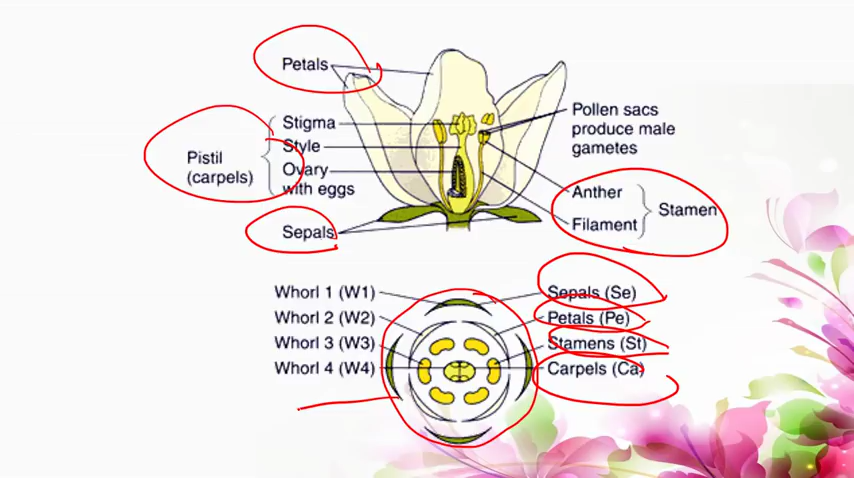 Petals
Stigma
Style
Ovary
with eggs
Pistil
(carpels)
Sepals
Pollen sacs
produce male
gametes
Anther
Filament
Stamen
Whorl 1 (W1)
Whorl 2 (W2)
Whorl 3 (W3)
Whorl 4 (W4)
Sepals (Se)
Petals (Pe)
Stamens (St)
Carpels (Ca)